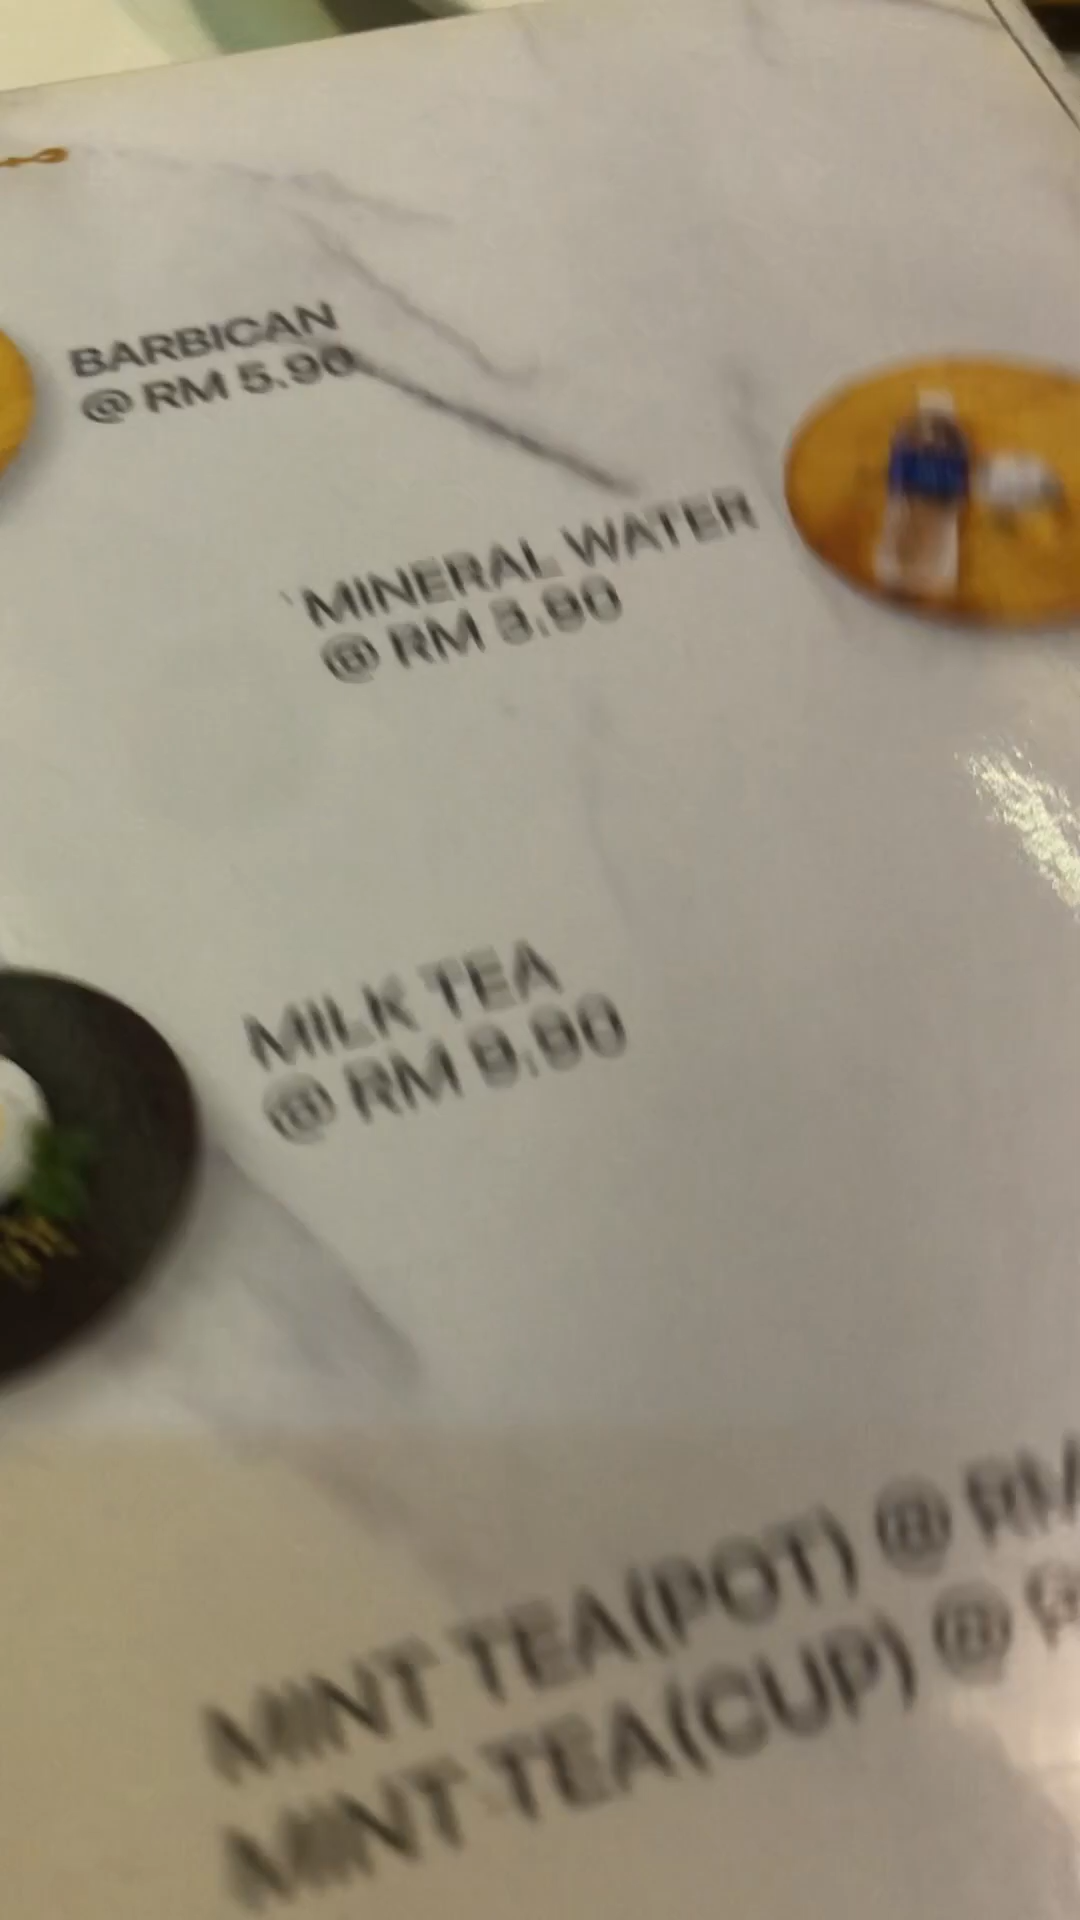 BARBICAN
@ RM 5.90
MINERAL WATER
@ RM 3.90
MILK TEA
@ RM 9.90
MINT TEA(POT) @ RM
MINT TEA(CUP) @